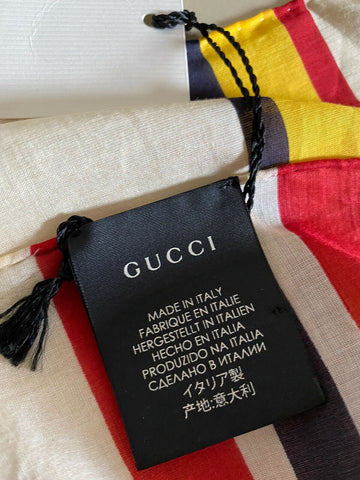 GUCCI
MADE IN ITALY
FABRIQUE EN ITALIE
HERGESTELLT IN ITALIEN
HECHO EN ITALIA
PRODUZIDO NA ITALIA
СДЕЛАНО В ИТАЛИИ
イタリア製
产地:意大利